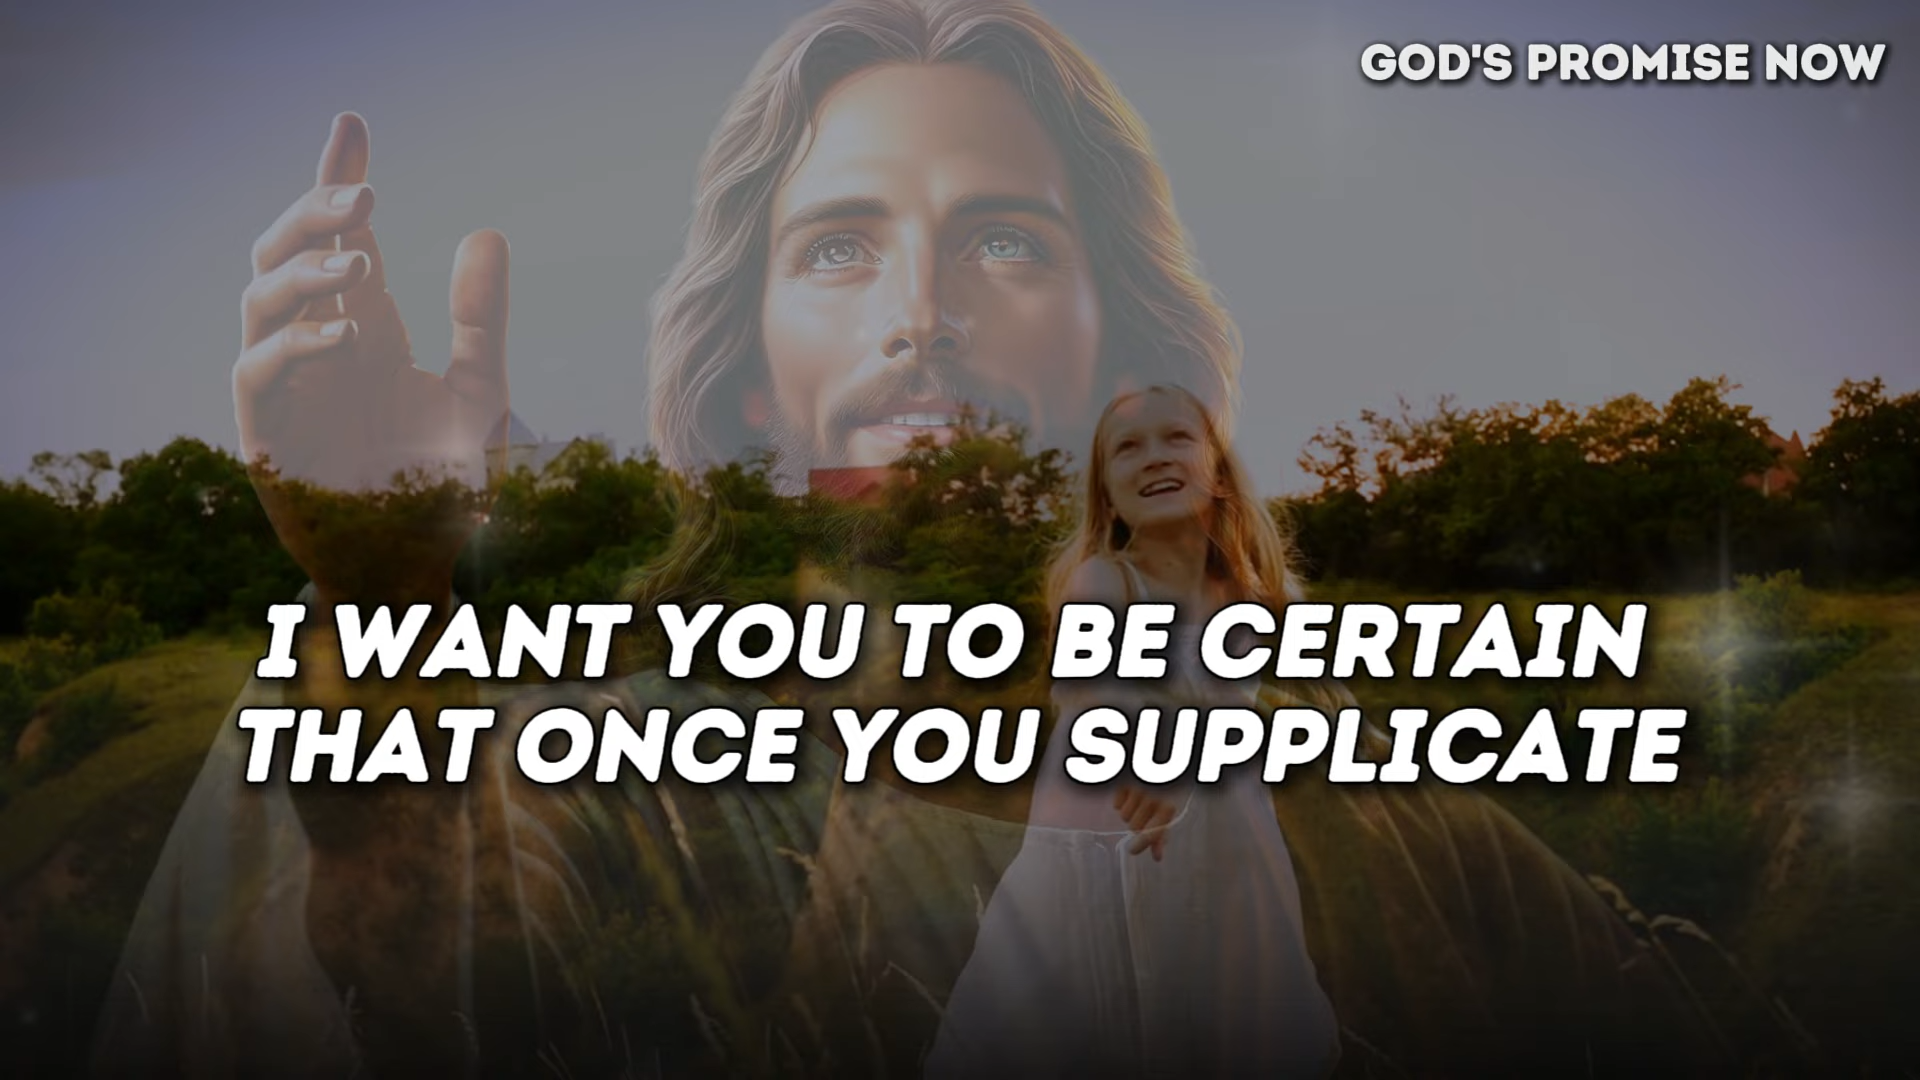 GOD'S PROMISE NOW
I WANT YOU TO BE CERTAIN
THAT ONCE YOU SUPPLICATE